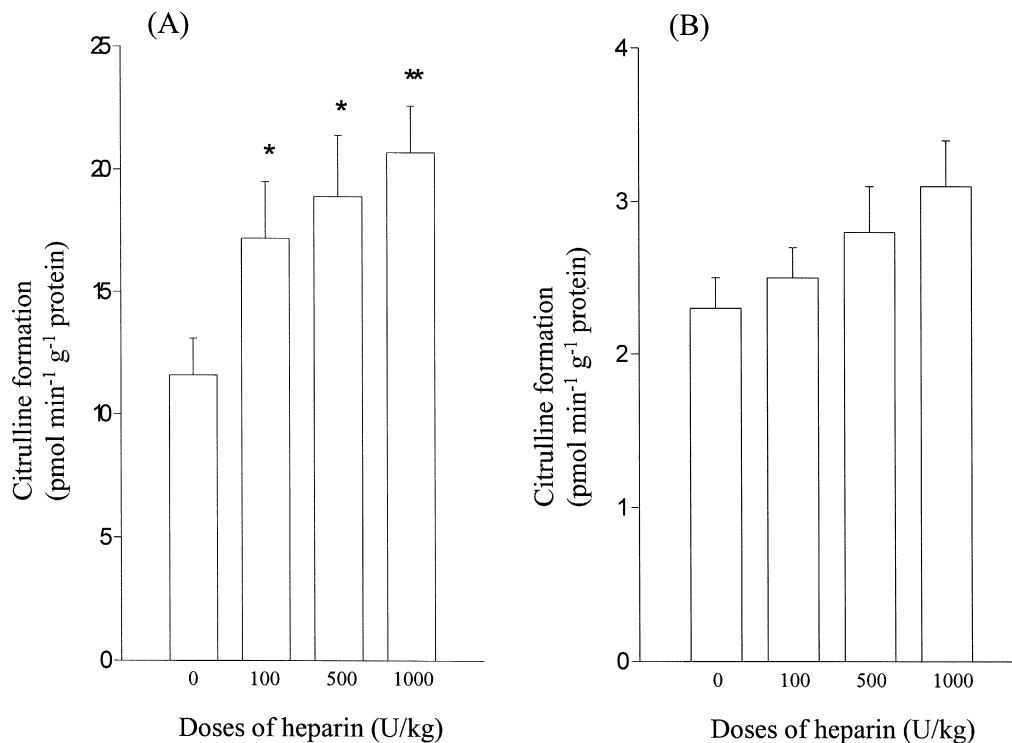 (A)
25
20
15
10
5
0
Citrulline formation
(pmol min⁻¹ g⁻¹ protein)
*
*
**
0 100 500 1000
Doses of heparin (U/kg)
(B)
4
3
2
1
0
Citrulline formation
(pmol min⁻¹ g⁻¹ protein)
0 100 500 1000
Doses of heparin (U/kg)